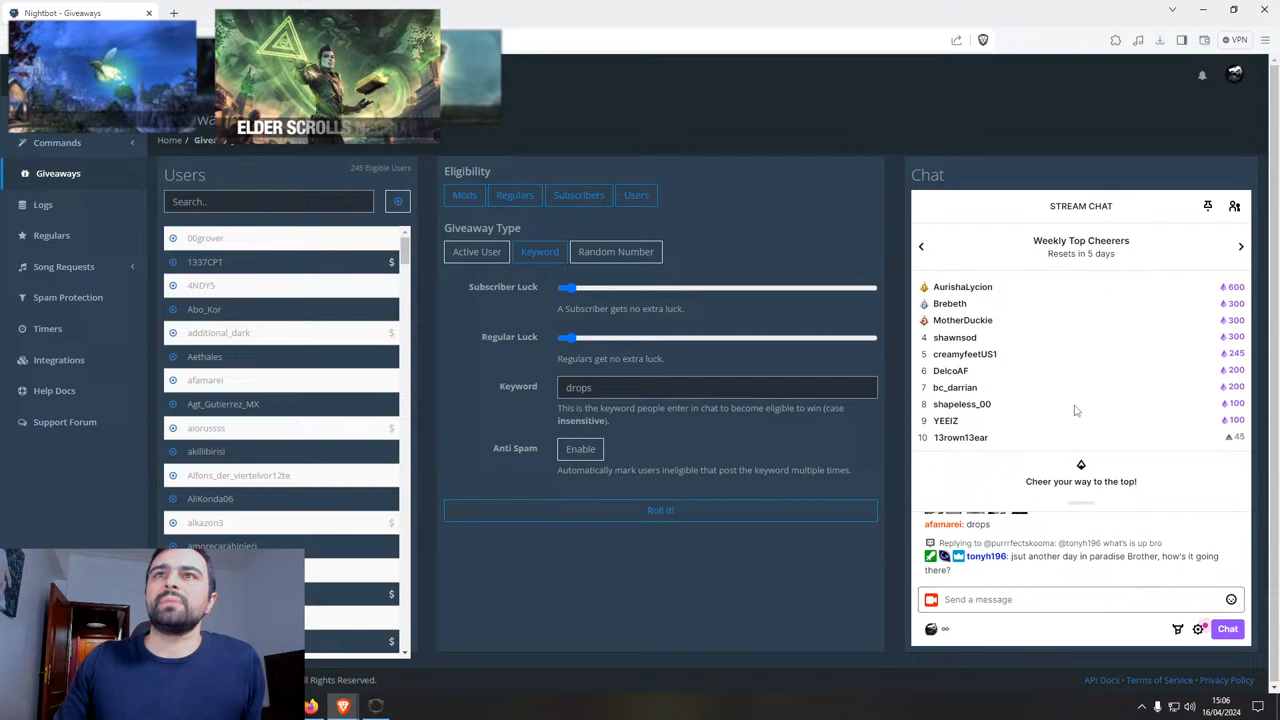 Nightbot - Giveaways
VPN
ELDER SCROLLS
Home / Giv
Commands
Giveaways
Logs
Regulars
Song Requests
Spam Protection
Timers
Integrations
Help Docs
Support Forum
Users
245 Eligible Users
Search..
00grover
1337CPT $
4NDY5
Abo_Kor
additional_dark $
Aethales
afamarei
Agt_Gutierrez_MX
aiorussss $
akillibirisi
Alfons_der_viertelvor12te
AliKonda06
alkazon3 $
amorecarabinieri
$
$
Eligibility
Mods
Regulars
Subscribers
Users
Giveaway Type
Active User
Keyword
Random Number
Subscriber Luck
A Subscriber gets no extra luck.
Regular Luck
Regulars get no extra luck.
Keyword
drops
This is the keyword people enter in chat to become eligible to win (case
insensitive).
Anti Spam
Enable
Automatically mark users ineligible that post the keyword multiple times.
Roll It!
Chat
STREAM CHAT
Weekly Top Cheerers
Resets in 5 days
AurishaLycion 600
Brebeth 300
MotherDuckie 300
4 shawnsod 300
5 creamyfeetUS1 245
6 DelcoAF 200
7 bc_darrian 200
8 shapeless_00 100
9 YEEIZ 100
10 13rown13ear 45
Cheer your way to the top!
afamarei: drops
Replying to @purrrfectskooma: @tonyh196 what's is up bro
tonyh196: jsut another day in paradise Brother, how's it going
there?
Send a message
Chat
ll Rights Reserved.
API Docs · Terms of Service · Privacy Policy
15:06
16/04/2024